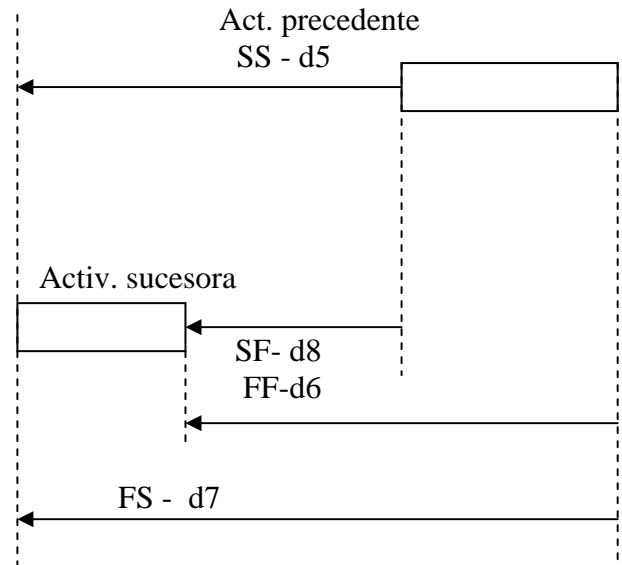 Act. precedente
SS - d5
Activ. sucesora
SF- d8
FF-d6
FS -  d7